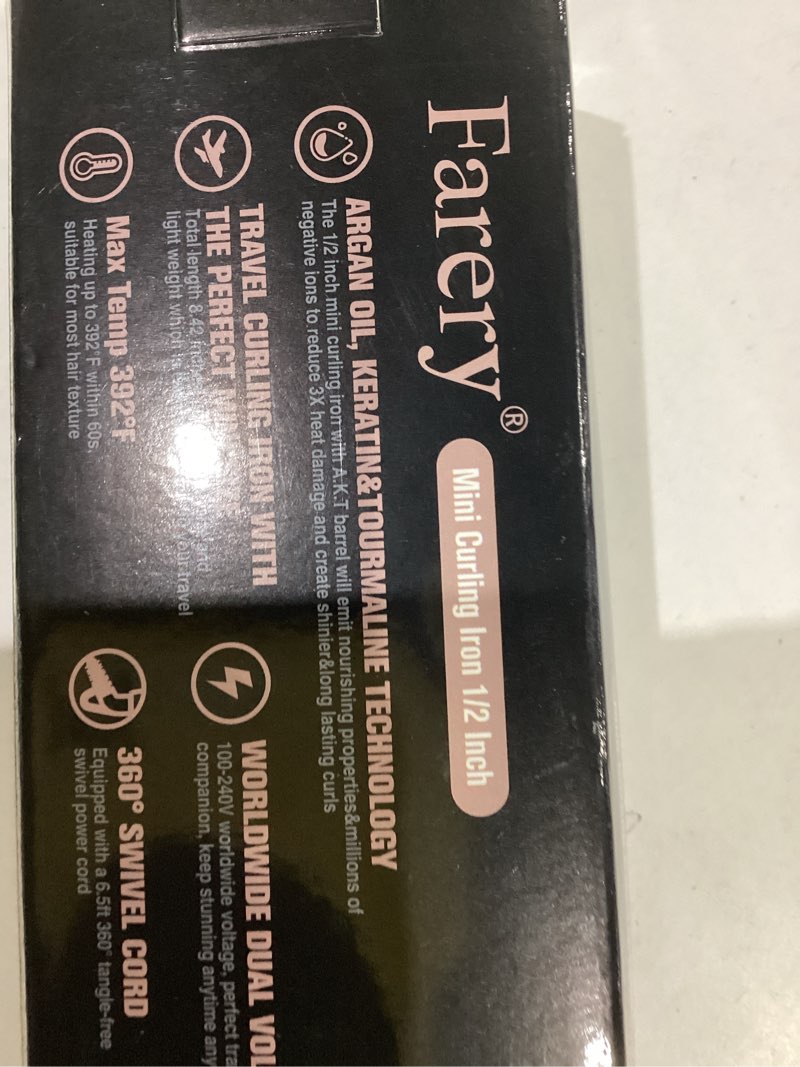 Farery®
Mini Curling Iron 1/2 Inch
ARGAN OIL, KERATIN&TOURMALINE TECHNOLOGY
The 1/2 inch mini curling iron with A.K.T barrel will emit nourishing properties&millions of
negative ions to reduce 3X heat damage and create shinier&long lasting curls
TRAVEL CURLING IRON WITH
THE PERFECT
Total length 8.42 and
light weight which your travel
WORLDWIDE DUAL
100-240V worldwide voltage, perfect
companion, keep stunning anytime
Max Temp 392°F
Heating up to 392°F within 60s,
suitable for most hair texture
360° SWIVEL CORD
Equipped with a 6.5ft 360° tangle-free
swivel power cord